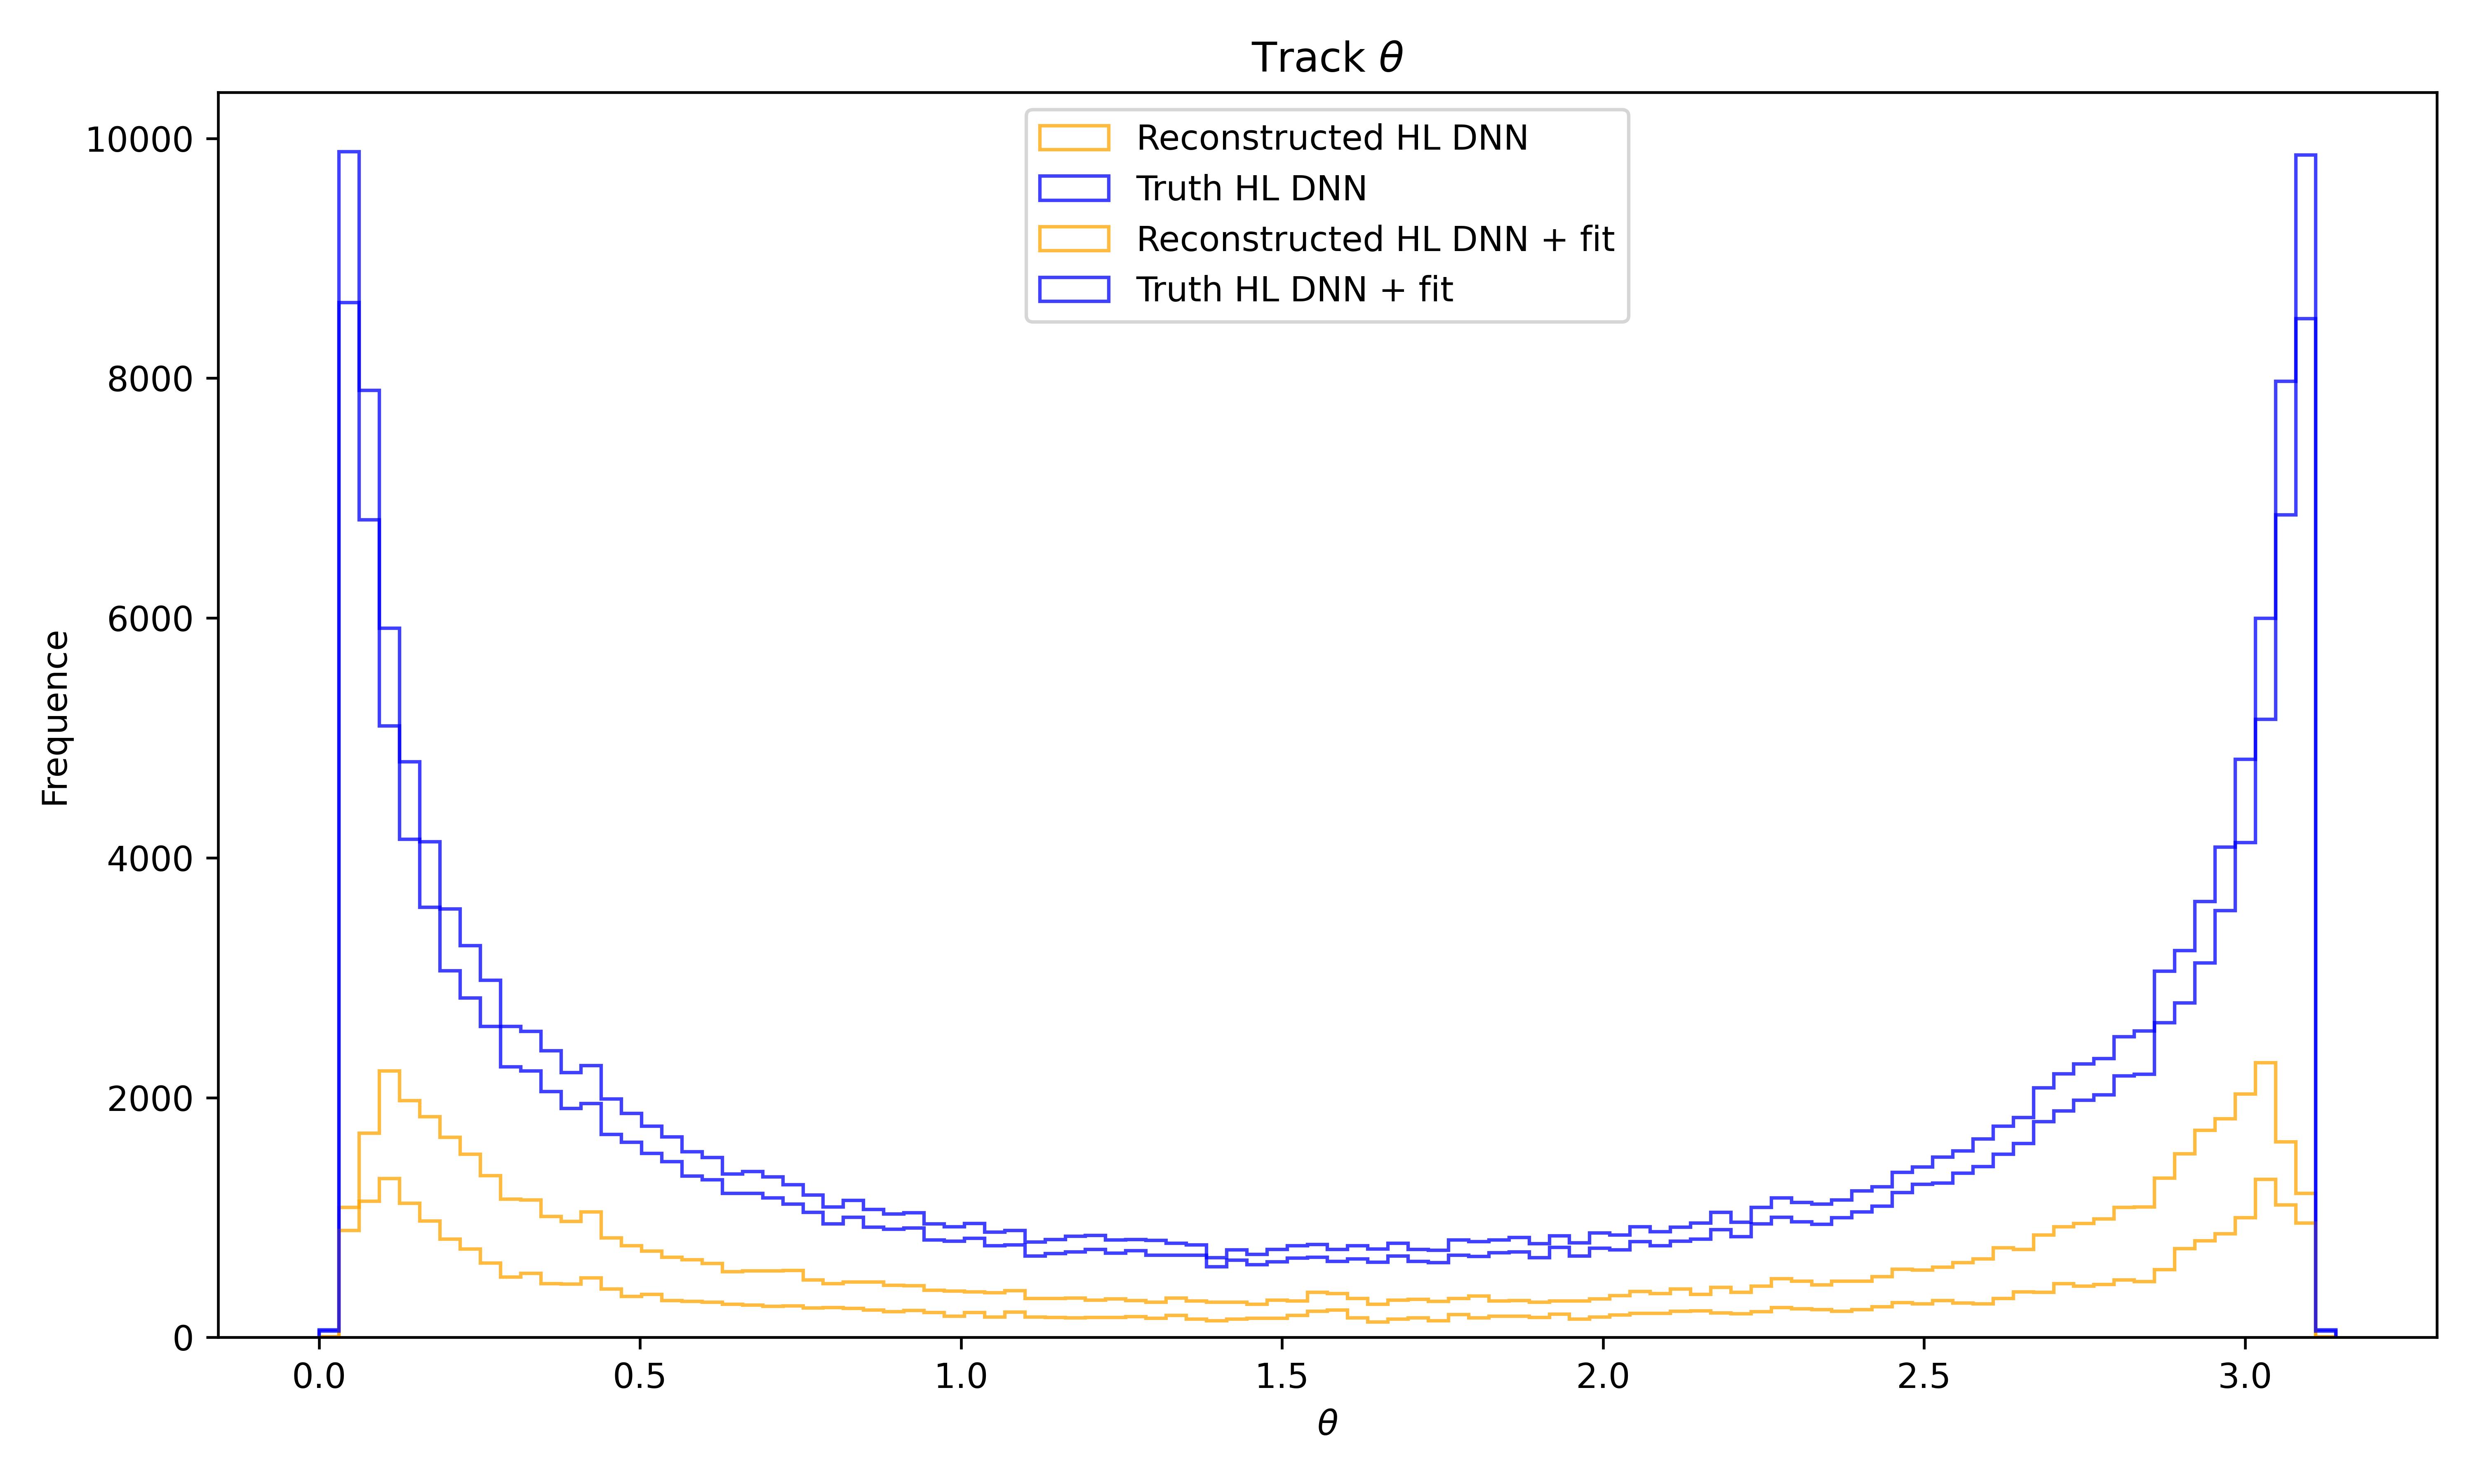 Track θ
Reconstructed HL DNN
Truth HL DNN
Reconstructed HL DNN + fit
Truth HL DNN + fit
Frequence
10000
8000
6000
4000
2000
0
0.0 0.5 1.0 1.5 2.0 2.5 3.0
θ